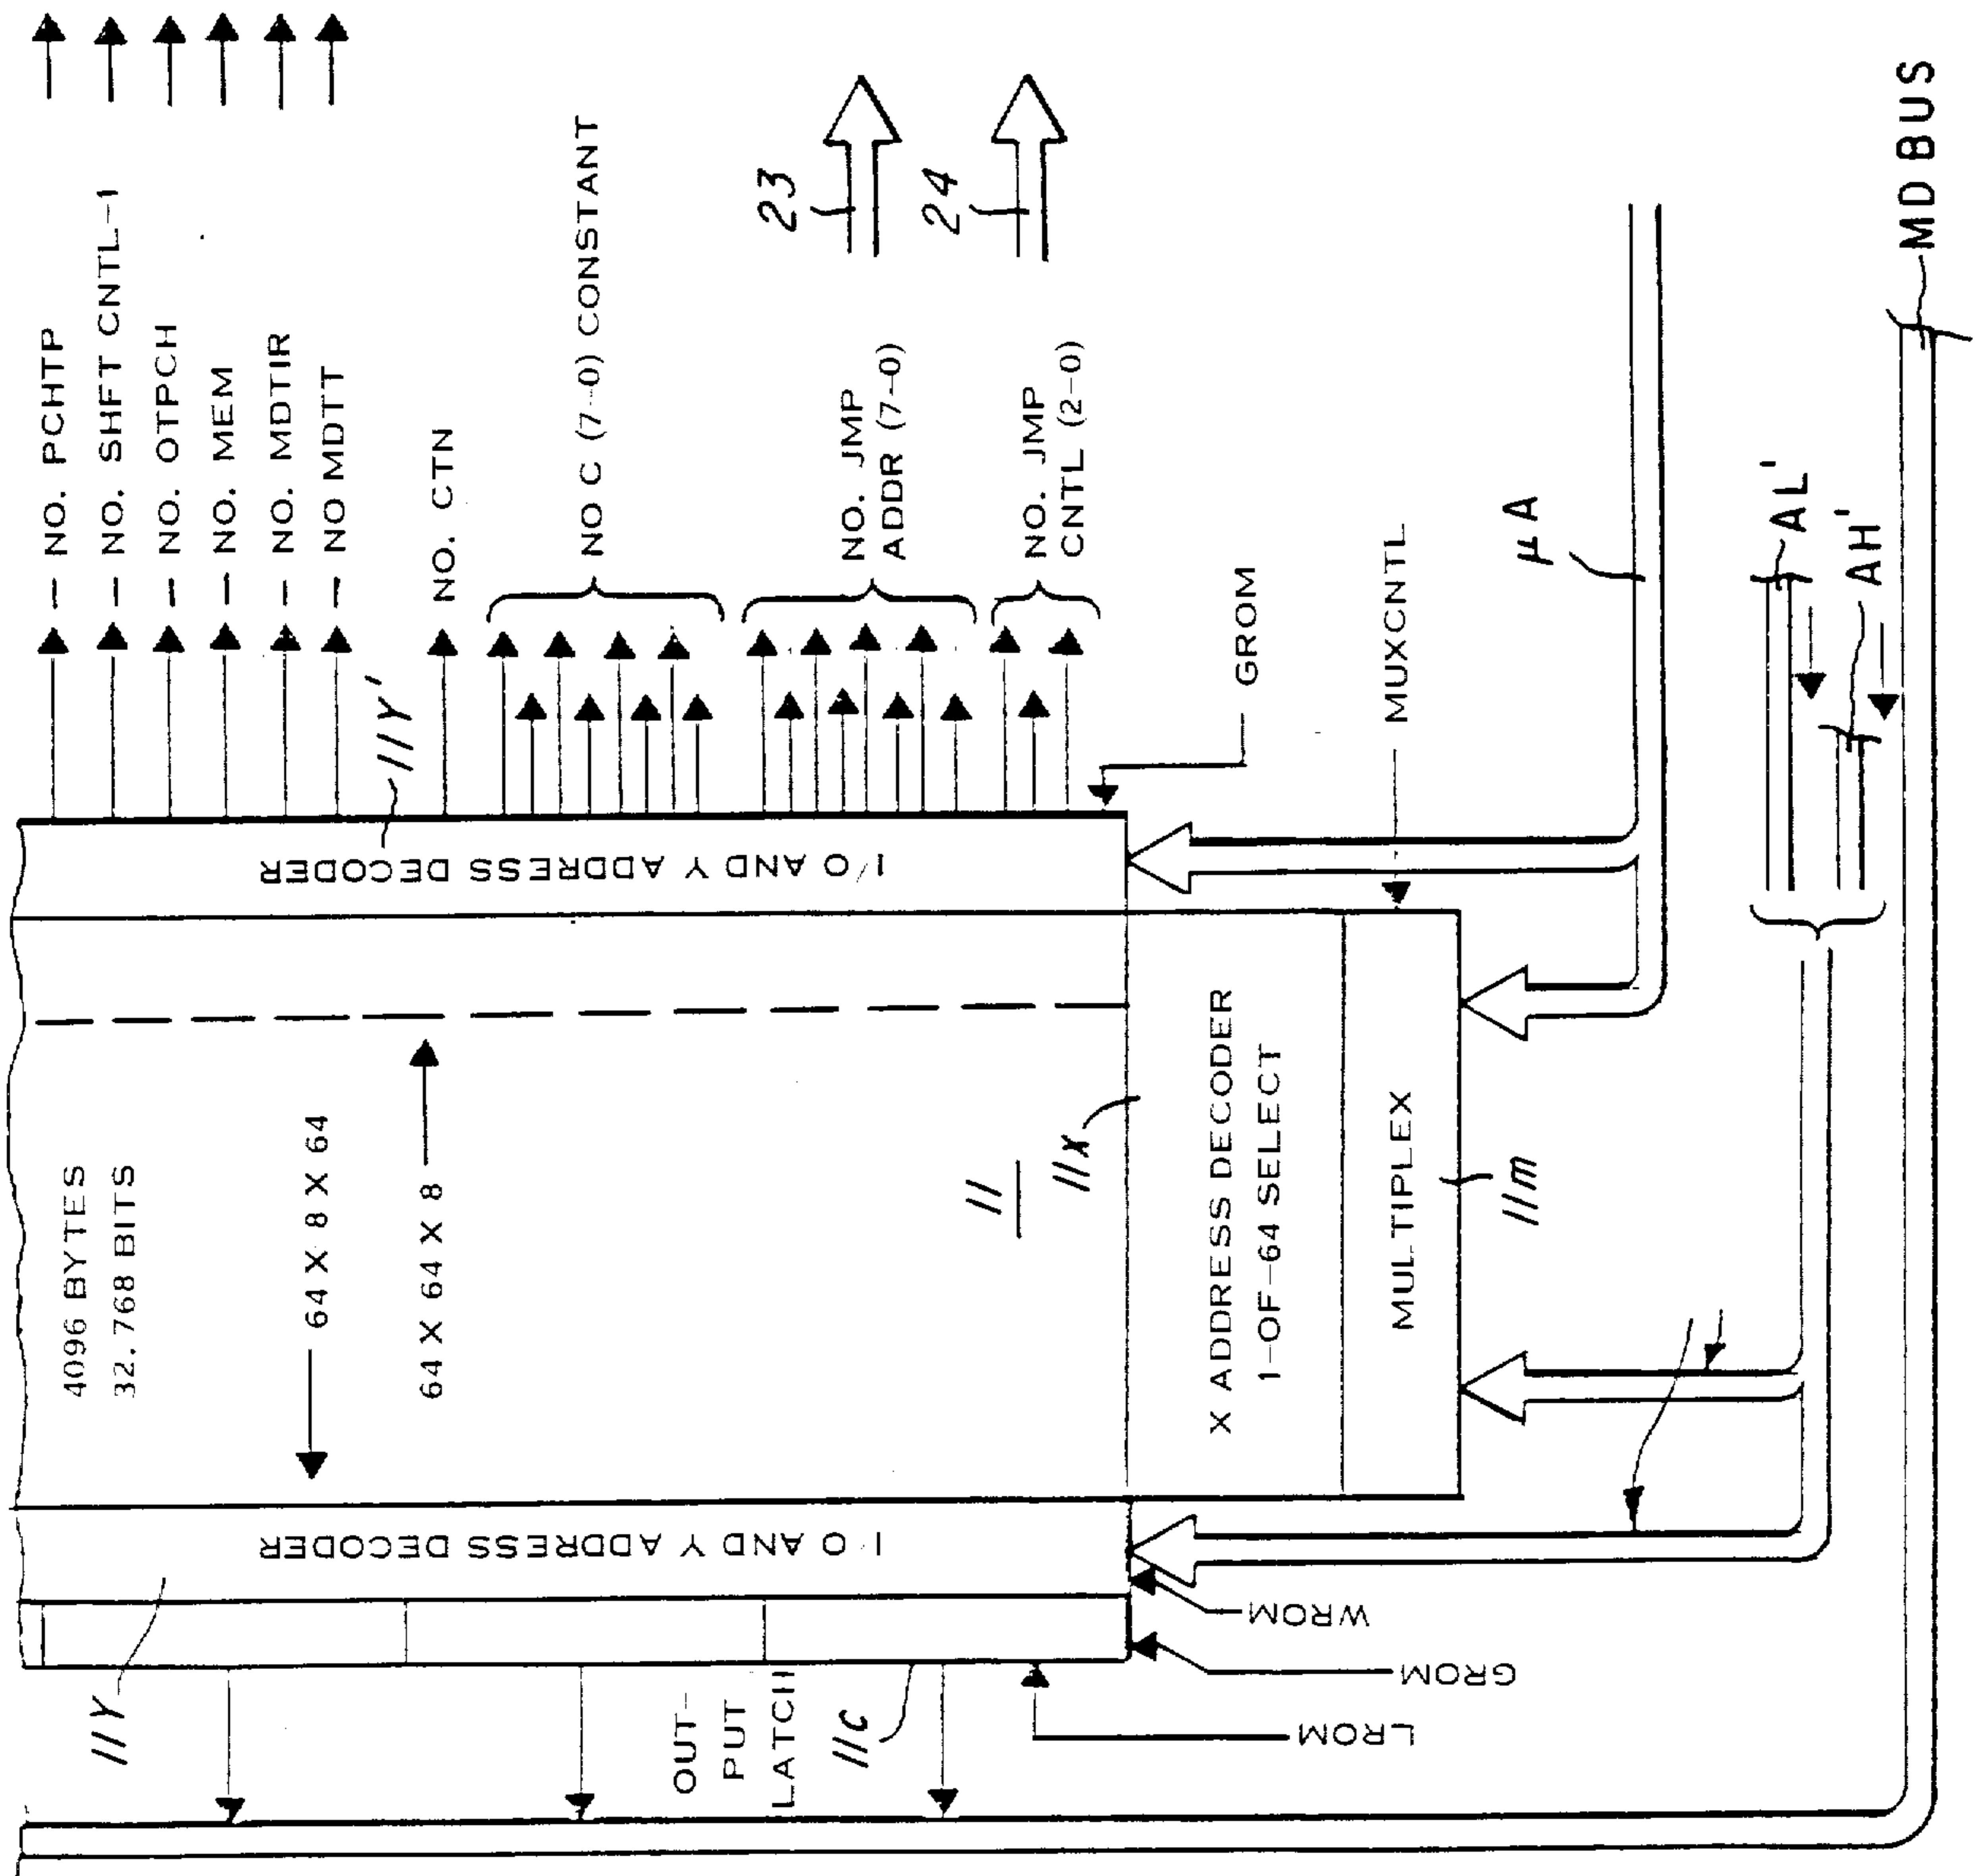 — NO. PCHTP
— NO. SHFT CNTL-1
— NO. OTPCH
— NO. MEM
— NO. MDTIR
— NO MDTT
NO. CTN
NO C (7-0) CONSTANT
NO. JMP
ADDR (7-0)
NO. JMP
CNTL (2-0)
23
24
11Y'
I/O AND Y ADDRESS DECODER
GROM
MUXCNTL
µA
AL'
AH'
MD BUS
4096 BYTES
32.768 BITS
64 X 8 X 64
64 X 64 X 8
11
11X
X ADDRESS DECODER
1-OF-64 SELECT
MULTIPLEX
11m
I/O AND Y ADDRESS DECODER
11Y
OUT-
PUT
LATCH
11C
WROM
GROM
LROM